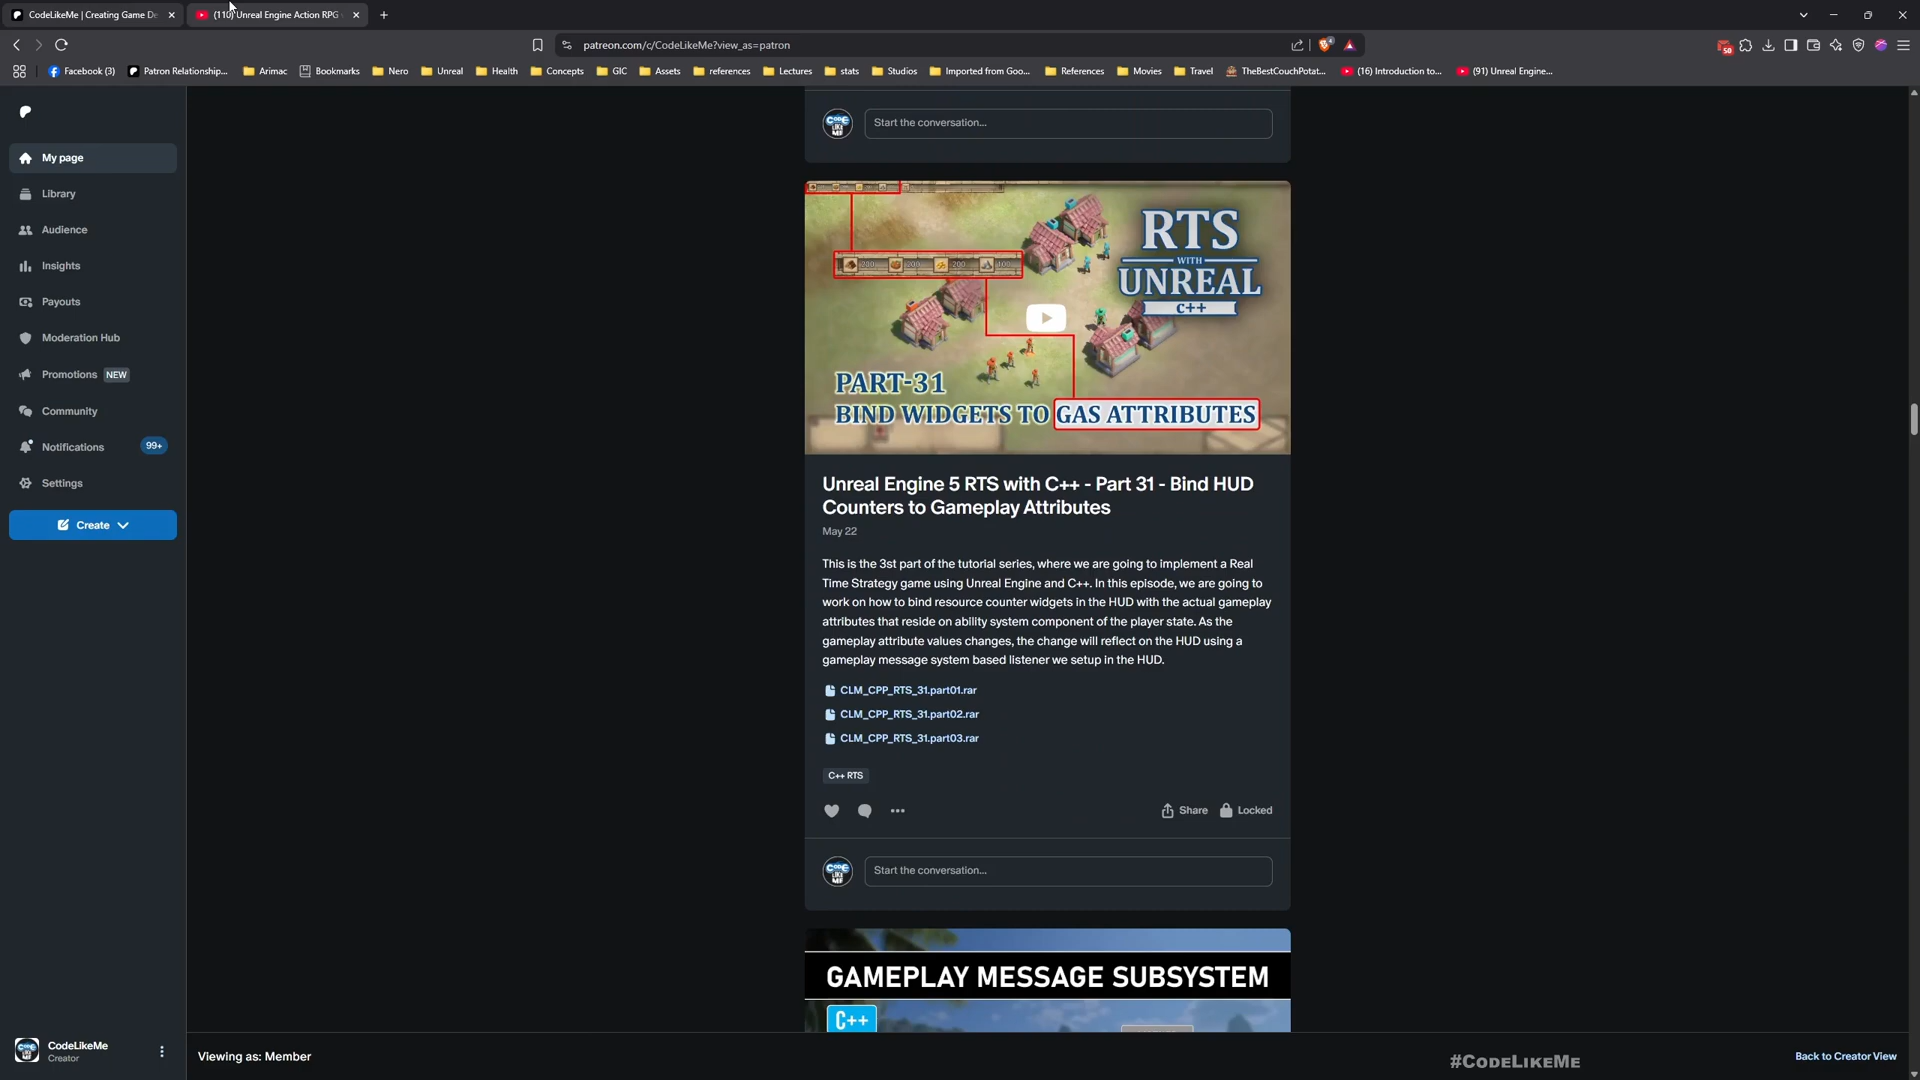 CodeLikeMe | Creating Game De
(110) Unreal Engine Action RPG
patreon.com/c/CodeLikeMe?view_as=patron
50
Facebook (3)
Patron Relationship...
Arimac
Bookmarks
Nero
Unreal
Health
Concepts
GIC
Assets
references
Lectures
stats
Studios
Imported from Goo...
References
Movies
Travel
TheBestCouchPotat...
(16) Introduction to...
(91) Unreal Engine...
My page
Library
Audience
Insights
Payouts
Moderation Hub
Promotions NEW
Community
Notifications 99+
Settings
Create
Start the conversation...
RTS
WITH
UNREAL
C++
200 200 200 100
PART-31
BIND WIDGETS TO GAS ATTRIBUTES
Unreal Engine 5 RTS with C++ - Part 31 - Bind HUD
Counters to Gameplay Attributes
May 22
This is the 3st part of the tutorial series, where we are going to implement a Real
Time Strategy game using Unreal Engine and C++. In this episode, we are going to
work on how to bind resource counter widgets in the HUD with the actual gameplay
attributes that reside on ability system component of the player state. As the
gameplay attribute values changes, the change will reflect on the HUD using a
gameplay message system based listener we setup in the HUD.
CLM_CPP_RTS_31.part01.rar
CLM_CPP_RTS_31.part02.rar
CLM_CPP_RTS_31.part03.rar
C++ RTS
Share Locked
CODE LIKE ME
Start the conversation...
GAMEPLAY MESSAGE SUBSYSTEM
C++
CodeLikeMe
Creator
Viewing as: Member
#CODELIKEME
Back to Creator View